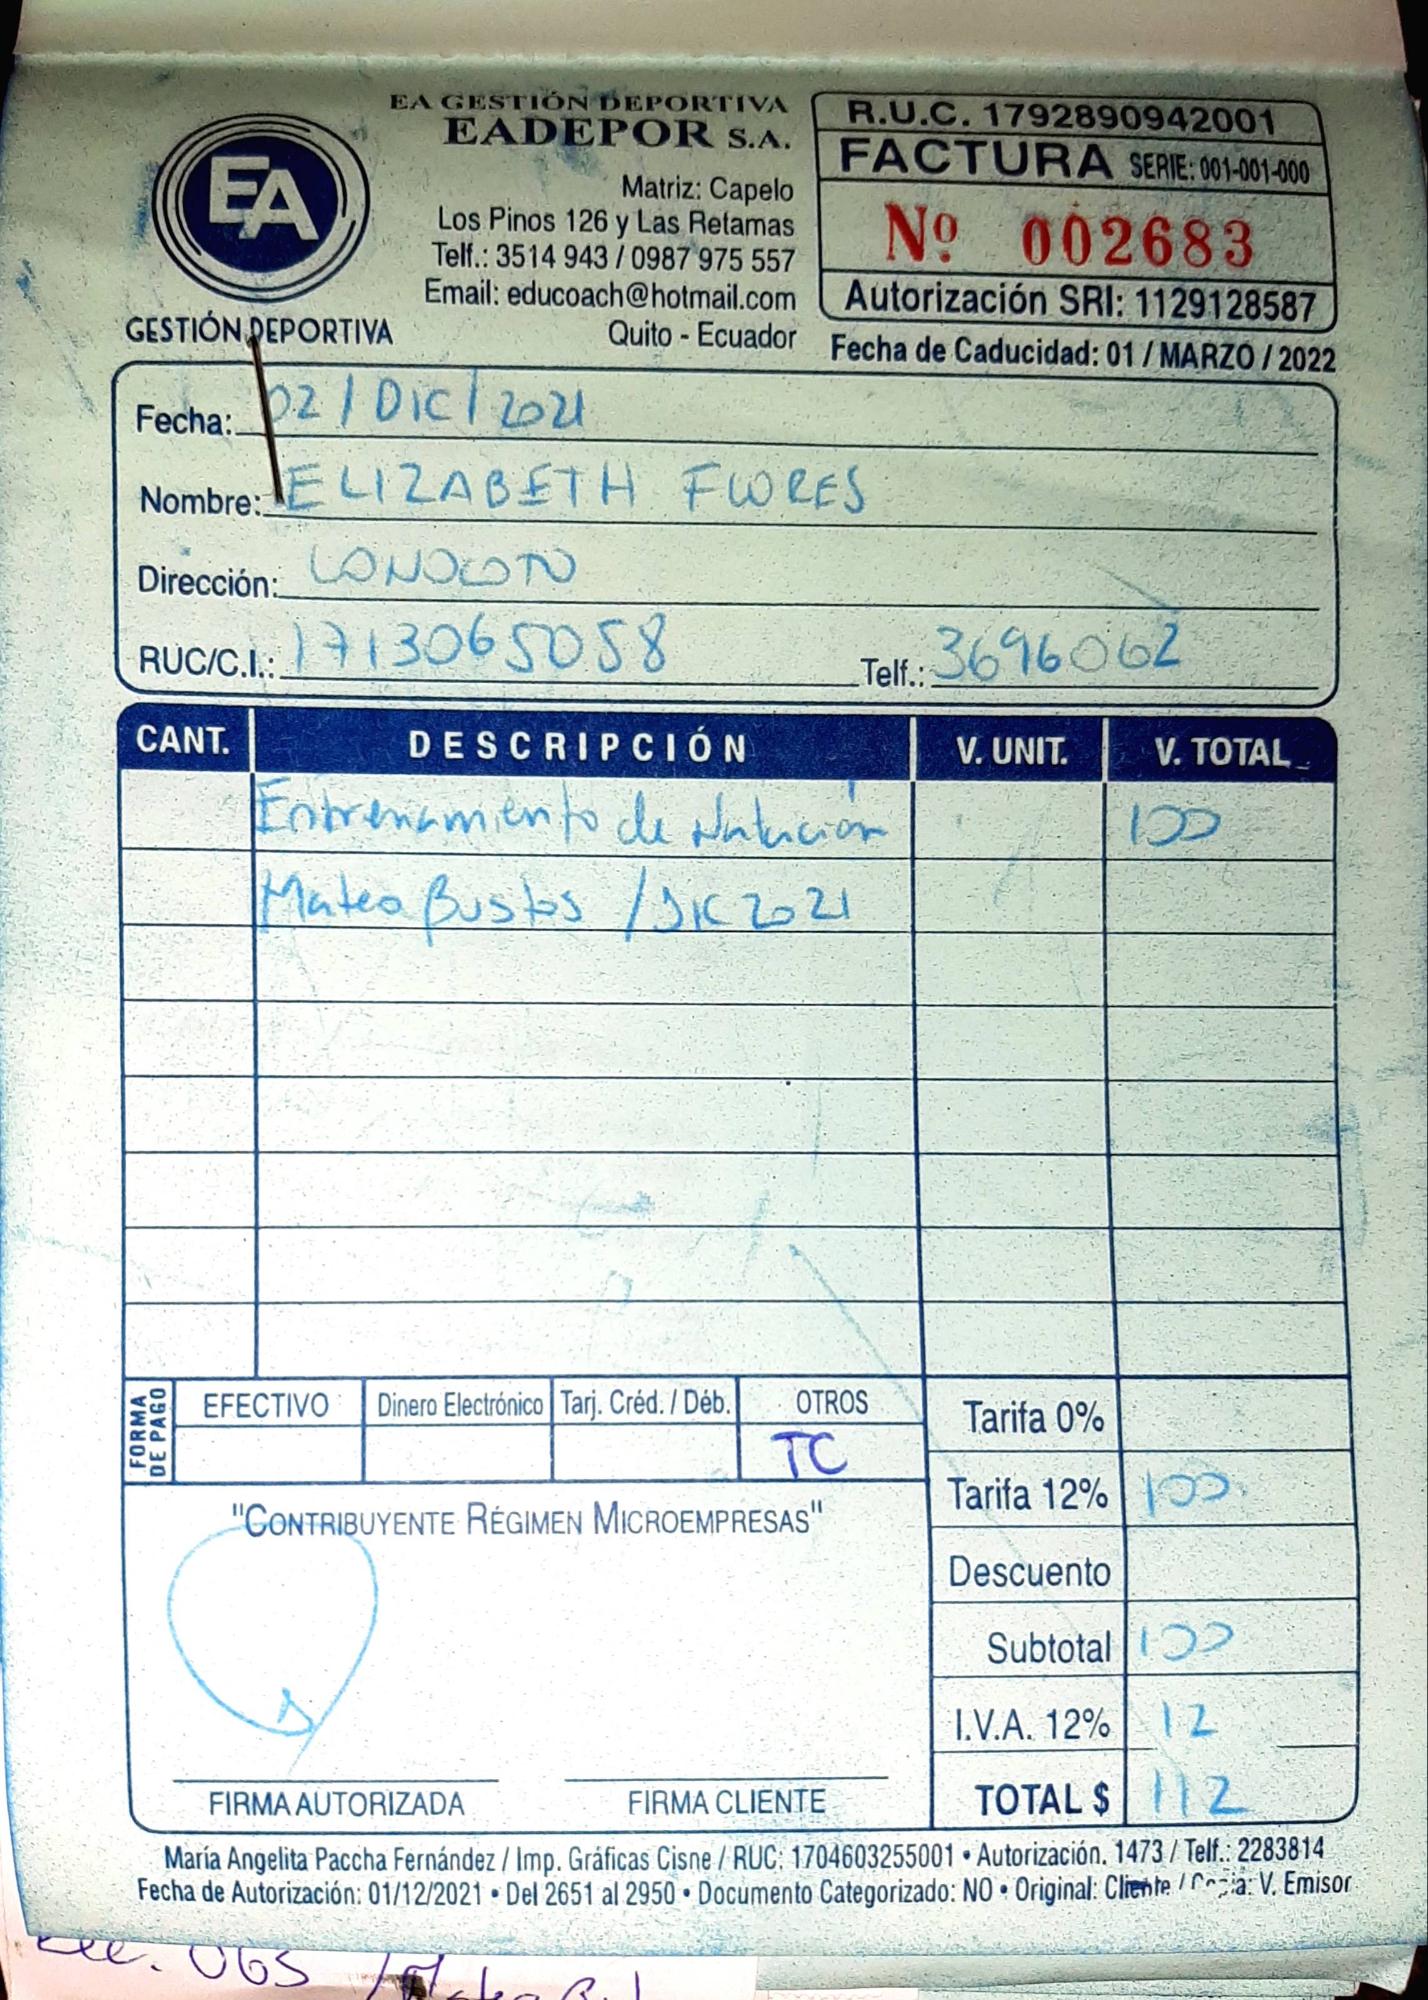 EA GESTIÓN DEPORTIVA
EADEPOR S.A.
EA
GESTIÓN DEPORTIVA
Matriz: Capelo
Los Pinos 126 y Las Retamas
Telf.: 3514 943 / 0987 975 557
Email: educoach@hotmail.com
Quito - Ecuador
R.U.C. 1792890942001
FACTURA SERIE: 001-001-000
Nº 002683
Autorización SRI: 1129128587
Fecha de Caducidad: 01 / MARZO / 2022
Fecha: 02 / DIC / 2021
Nombre: ELIZABETH FLORES
Dirección: CONOCOTO
RUC/C.I.: 1713065058 Telf.: 3696062
CANT. DESCRIPCIÓN V. UNIT. V. TOTAL
Entrenamiento de Natación 100
Mateo Bustos / DIC 2021
FORMA DE PAGO
EFECTIVO Dinero Electrónico Tarj. Créd. / Déb. OTROS
TC
Tarifa 0%
Tarifa 12% 100
Descuento
Subtotal 100
I.V.A. 12% 12
TOTAL $ 112
"CONTRIBUYENTE RÉGIMEN MICROEMPRESAS"
FIRMA AUTORIZADA FIRMA CLIENTE
María Angelita Paccha Fernández / Imp. Gráficas Cisne / RUC: 1704603255001 • Autorización. 1473 / Telf.: 2283814
Fecha de Autorización: 01/12/2021 • Del 2651 al 2950 • Documento Categorizado: NO • Original: Cliente / Copia: V. Emisor